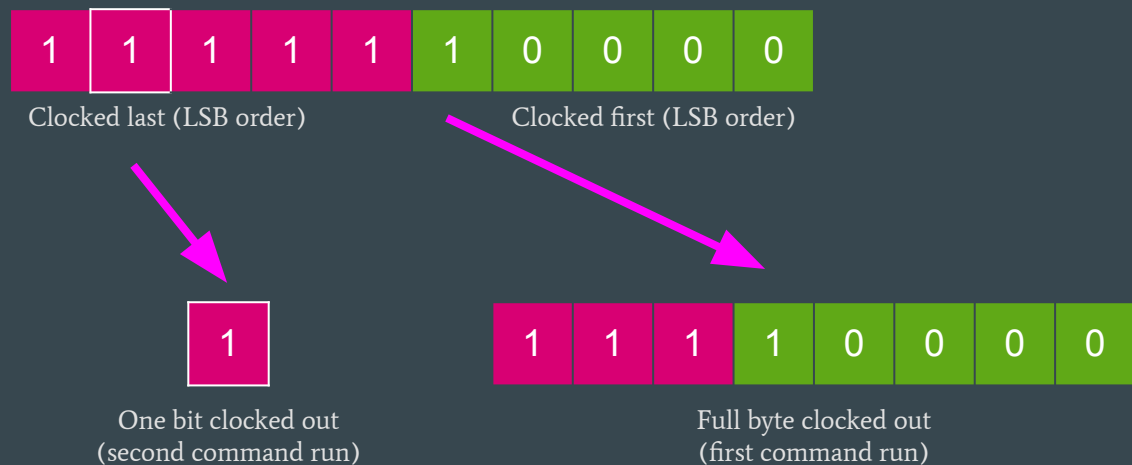 1 1 1 1 1 1 0 0 0 0
Clocked last (LSB order) Clocked first (LSB order)
1 1 1 1 1 0 0 0 0
One bit clocked out Full byte clocked out
(second command run) (first command run)